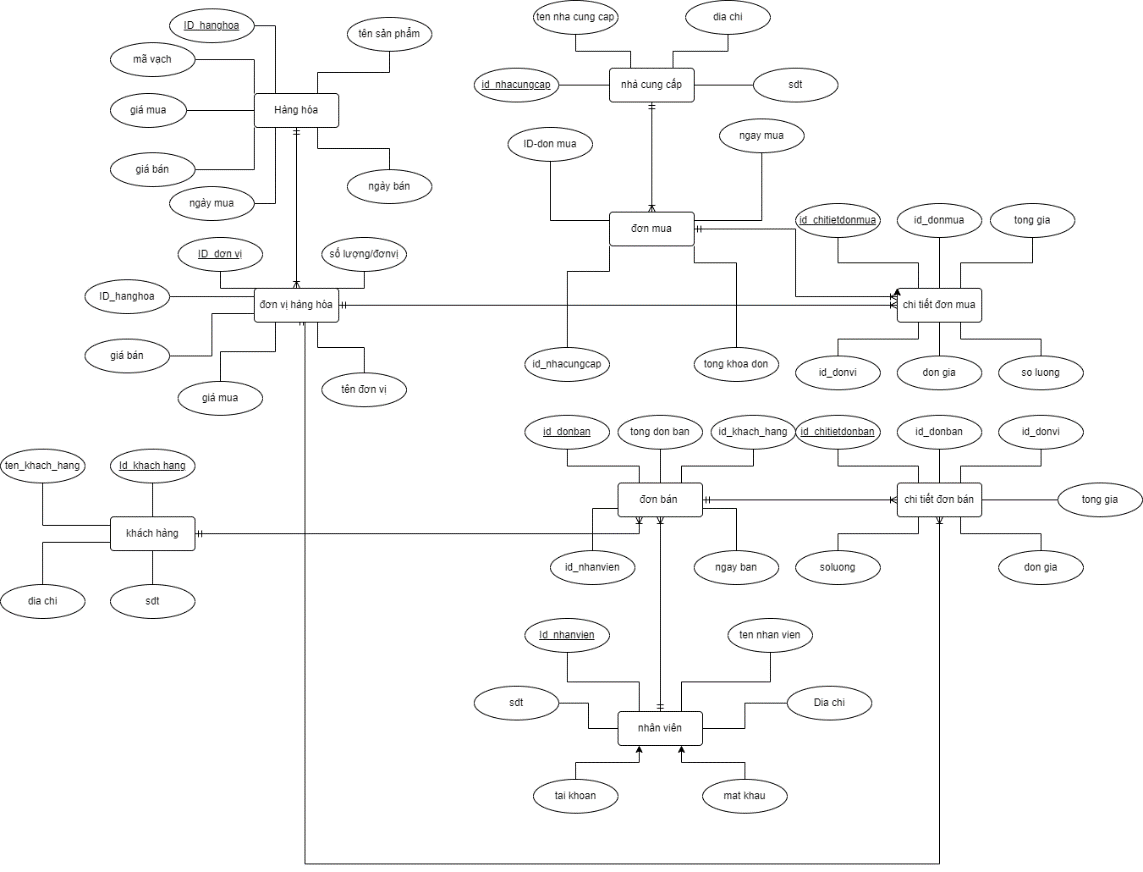 ID_hanghoa
tên sản phẩm
mã vạch
giá mua
Hàng hóa
giá bán
ngày mua
ngày bán
ten nha cung cap
dia chi
id_nhacungcap
nhà cung cấp
sdt
ID-don mua
ngay mua
đơn mua
id_nhacungcap
tong khoa don
id_chitietdonmua
id_donmua
tong gia
chi tiết đơn mua
id_donvi
don gia
so luong
ID_dơn vị
số lượng/đơnvị
ID_hanghoa
đơn vị háng hóa
giá bán
giá mua
tên đơn vị
id_donban
tong don ban
id_khach_hang
đơn bán
id_nhanvien
ngay ban
id_chitietdonban
id_donban
id_donvi
chi tiết đơn bán
tong gia
soluong
don gia
ten_khach_hang
Id_khach hang
khách hàng
dia chi
sdt
Id_nhanvien
ten nhan vien
sdt
Dia chi
nhân viên
tai khoan
mat khau